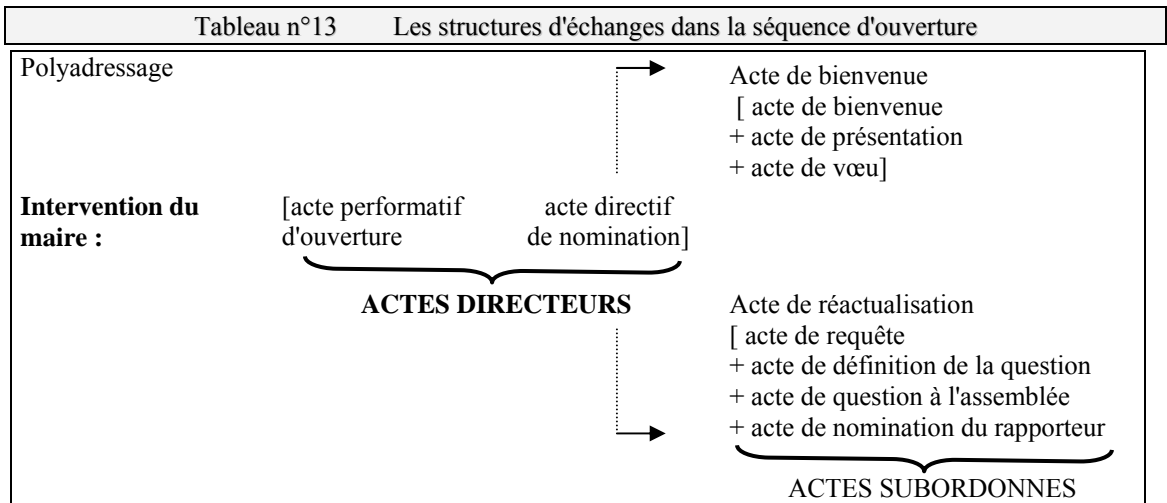 Tableau n°13 Les structures d'échanges dans la séquence d'ouverture
Polyadressage
Acte de bienvenue
[ acte de bienvenue
+ acte de présentation
+ acte de vœu]
Intervention du maire :
[acte performatif d'ouverture
acte directif de nomination]
ACTES DIRECTEURS
Acte de réactualisation
[ acte de requête
+ acte de définition de la question
+ acte de question à l'assemblée
+ acte de nomination du rapporteur
ACTES SUBORDONNES